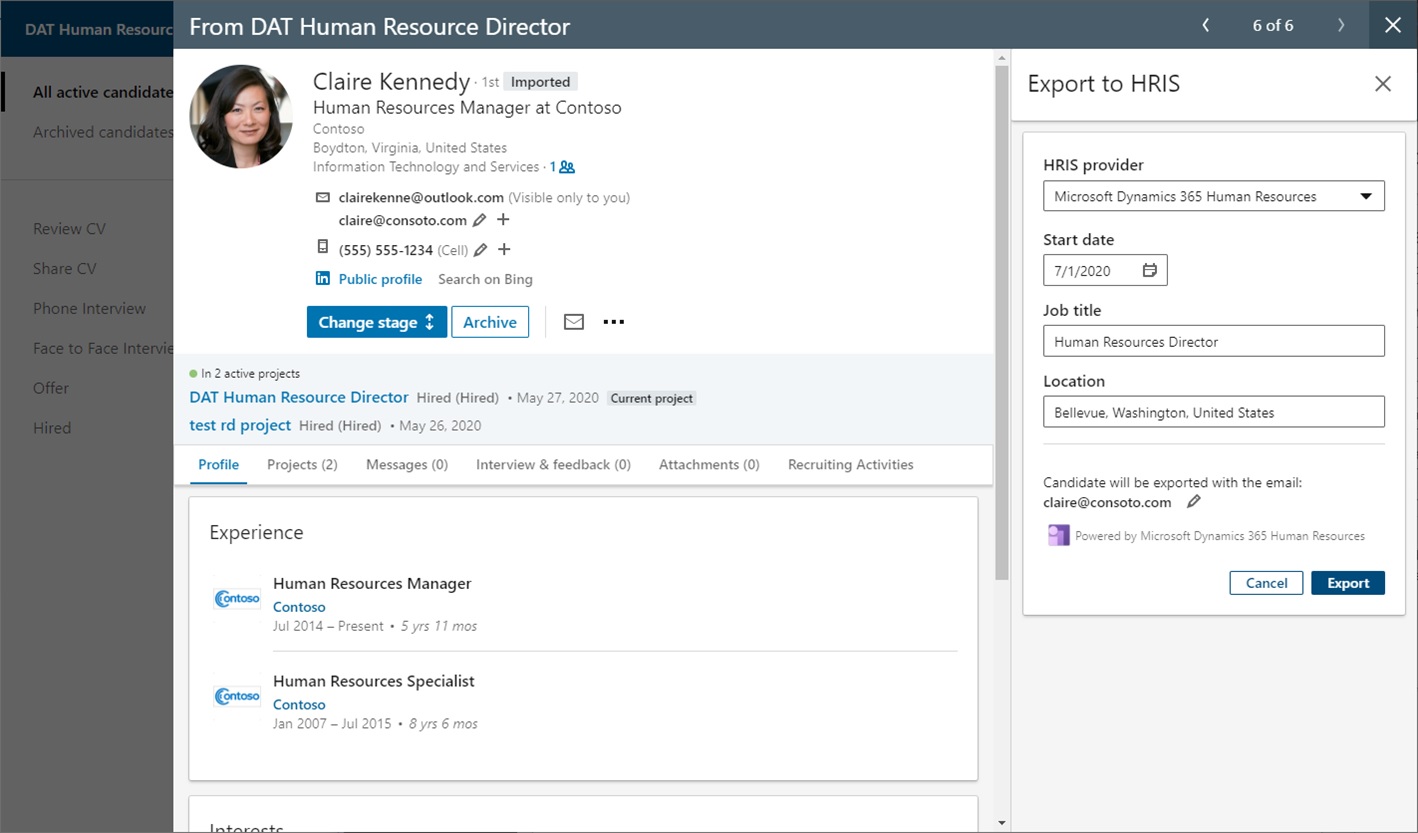 DAT Human Resourc
All active candidate
Archived candidates
Review CV
Share CV
Phone Interview
Face to Face Intervie
Offer
Hired
From DAT Human Resource Director
6 of 6
Claire Kennedy · 1st Imported
Human Resources Manager at Contoso
Contoso
Boydton, Virginia, United States
Information Technology and Services · 1
clairekenne@outlook.com (Visible only to you)
claire@consoto.com
(555) 555-1234 (Cell)
in Public profile Search on Bing
Change stage Archive
In 2 active projects
DAT Human Resource Director Hired (Hired) • May 27, 2020 Current project
test rd project Hired (Hired) • May 26, 2020
Profile Projects (2) Messages (0) Interview & feedback (0) Attachments (0) Recruiting Activities
Experience
Contoso
Human Resources Manager
Contoso
Jul 2014 – Present • 5 yrs 11 mos
Contoso
Human Resources Specialist
Contoso
Jan 2007 – Jul 2015 • 8 yrs 6 mos
Interests
Export to HRIS
HRIS provider
Microsoft Dynamics 365 Human Resources
Start date
7/1/2020
Job title
Human Resources Director
Location
Bellevue, Washington, United States
Candidate will be exported with the email:
claire@consoto.com
Powered by Microsoft Dynamics 365 Human Resources
Cancel Export